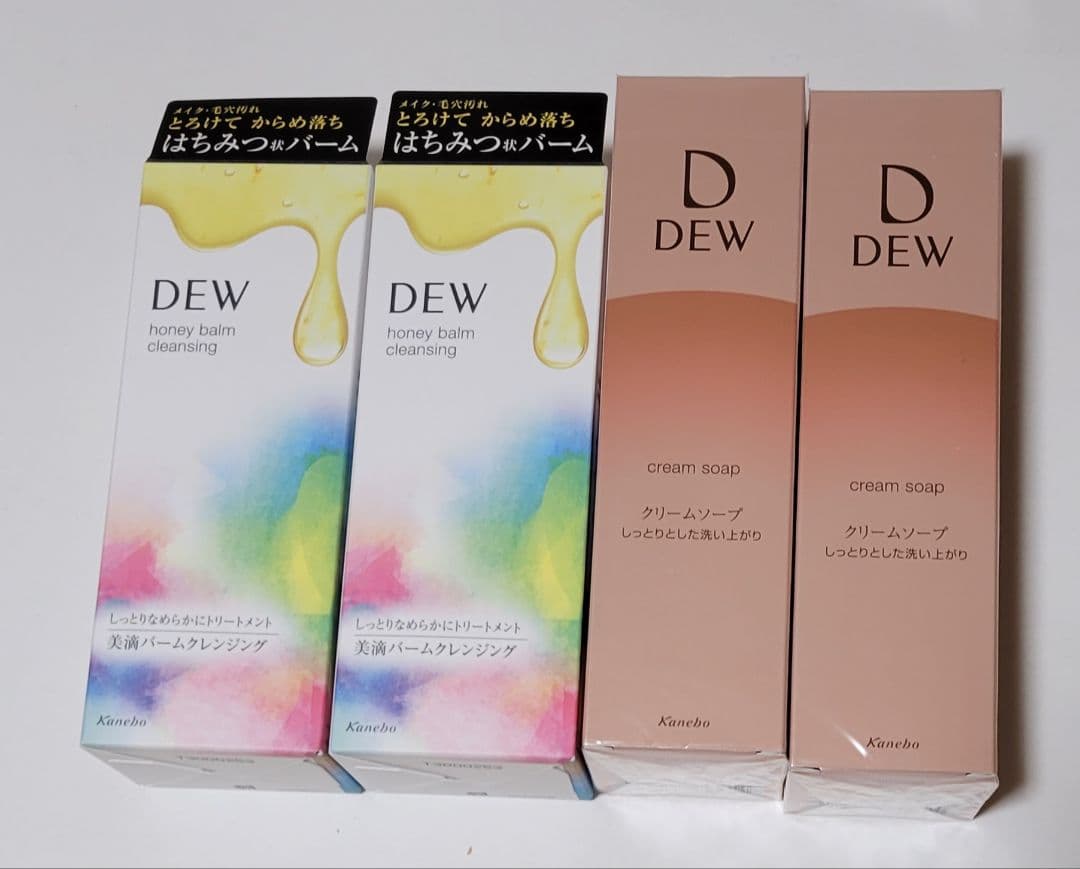 メイク・毛穴汚れ
とろけて からめ落ち
はちみつ状バーム
DEW
honey balm
cleansing
しっとりなめらかにトリートメント
美滴バームクレンジング
Kanebo
メイク・毛穴汚れ
とろけて からめ落ち
はちみつ状バーム
DEW
honey balm
cleansing
しっとりなめらかにトリートメント
美滴バームクレンジング
Kanebo
D
DEW
cream soap
クリームソープ
しっとりとした洗い上がり
Kanebo
D
DEW
cream soap
クリームソープ
しっとりとした洗い上がり
Kanebo